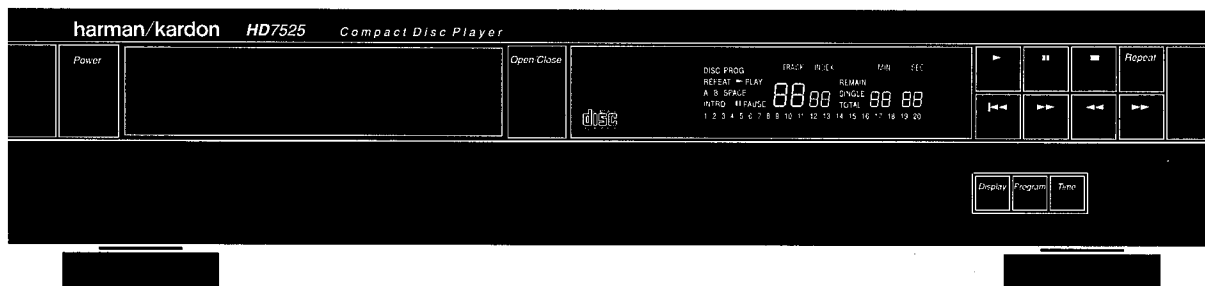 harman/kardon HD7525 Compact Disc Player
Power
Open/Close
DISC PROG TRACK INDEX MIN SEC
REPEAT PLAY REMAIN
A B SPACE SINGLE
INTRO PAUSE TOTAL
88 88 88 88
1 2 3 4 5 6 7 8 9 10 11 12 13 14 15 16 17 18 19 20
disc
Repeat
Display Program Time